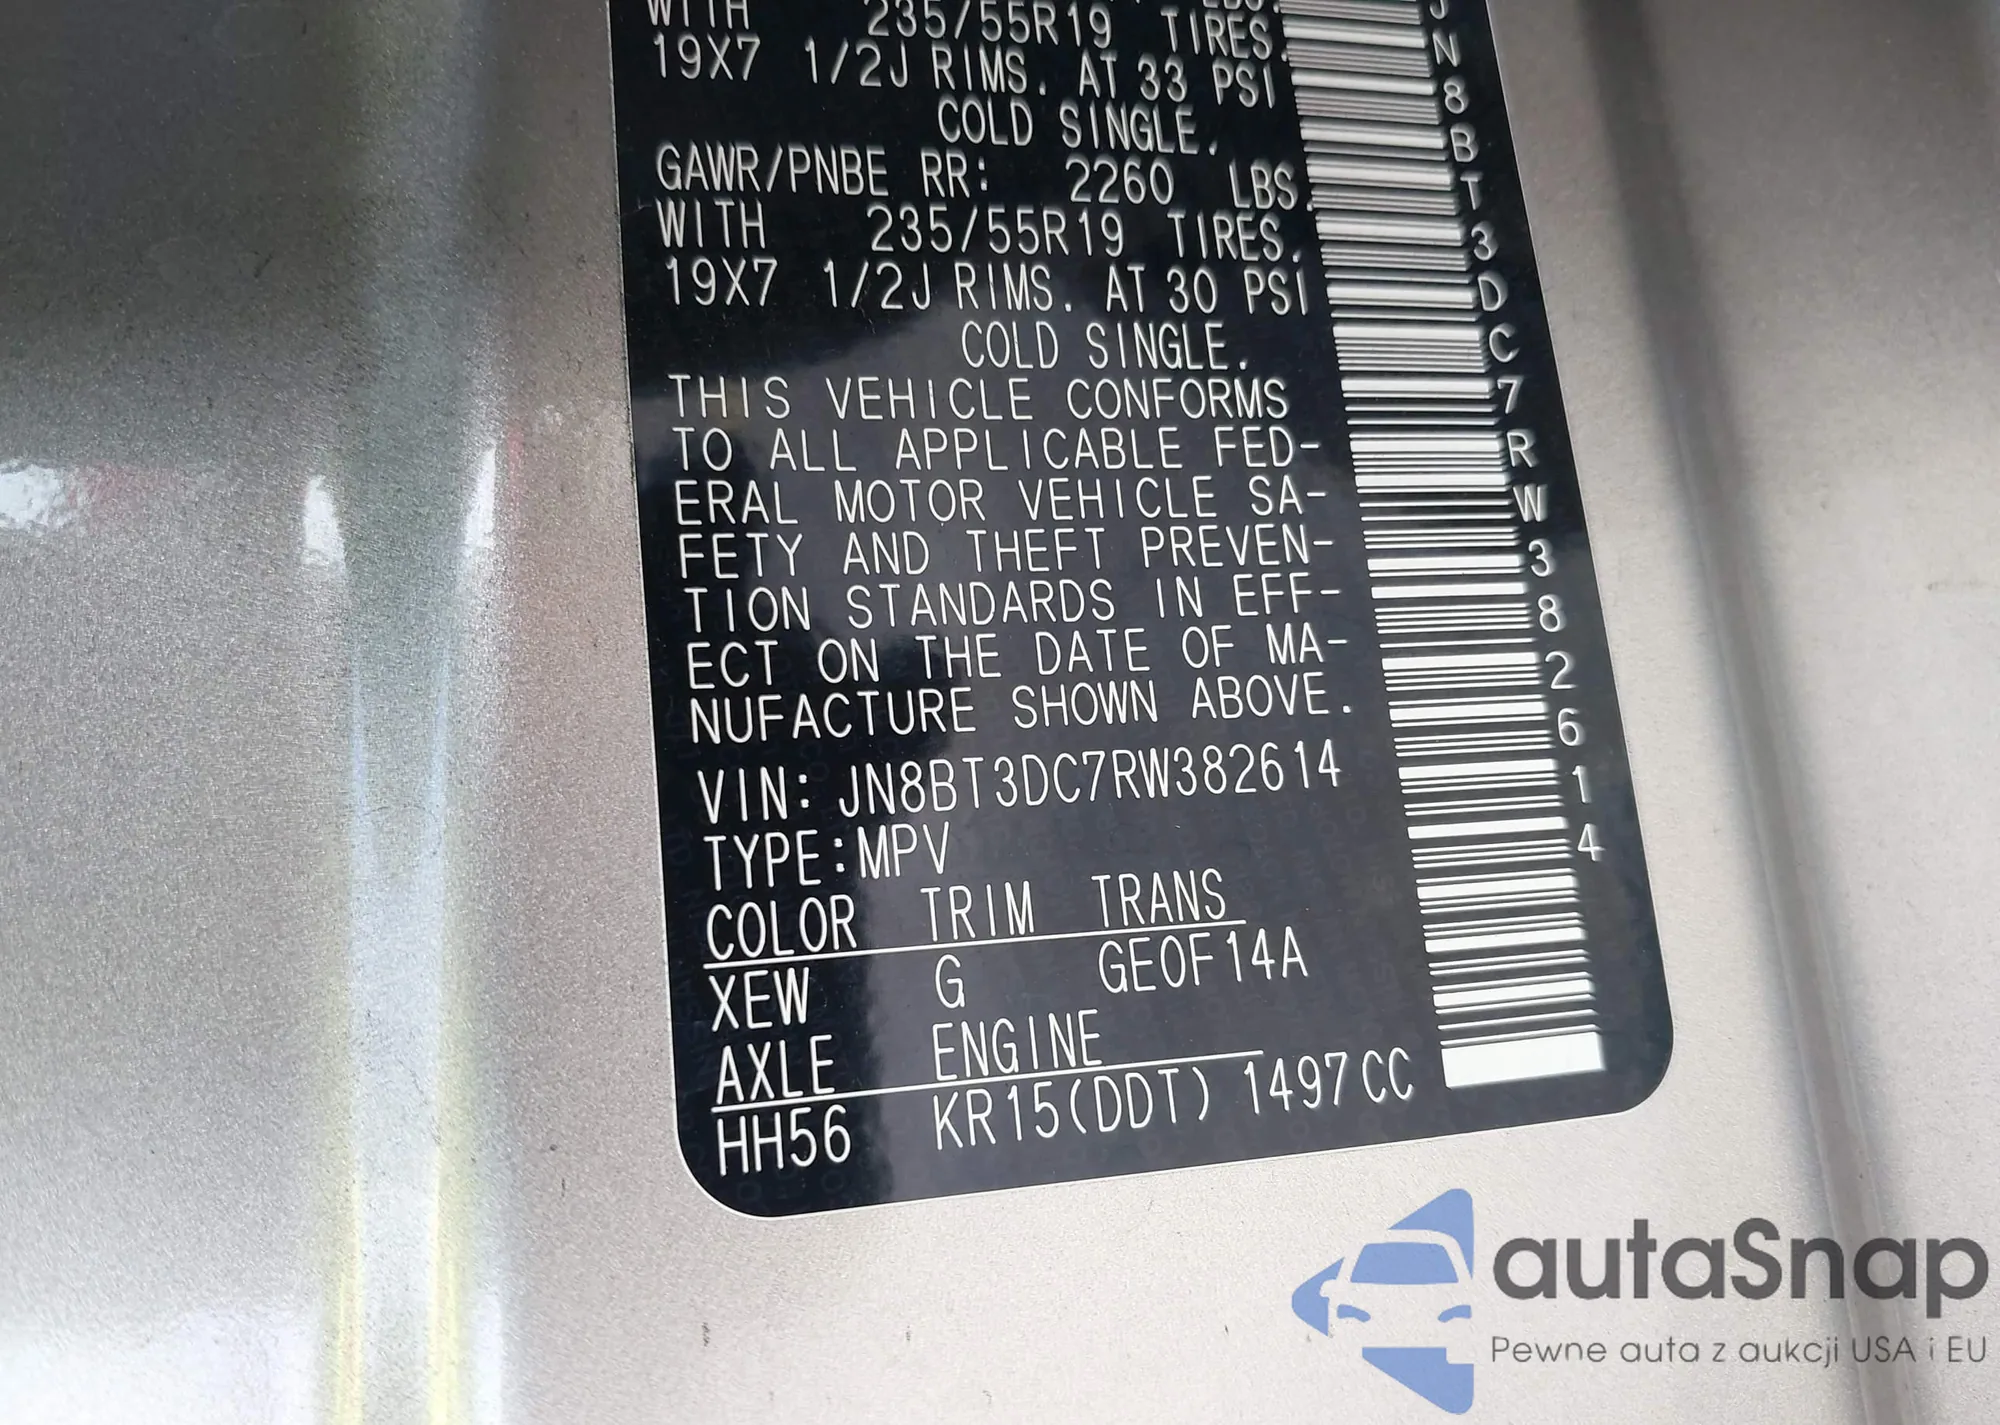 WITH 235/55R19 TIRES.
19X7 1/2J RIMS. AT 33 PSI
COLD SINGLE.
GAWR/PNBE RR: 2260 LBS.
WITH 235/55R19 TIRES.
19X7 1/2J RIMS. AT 30 PSI
COLD SINGLE.
THIS VEHICLE CONFORMS
TO ALL APPLICABLE FED-
ERAL MOTOR VEHICLE SA-
FETY AND THEFT PREVEN-
TION STANDARDS IN EFF-
ECT ON THE DATE OF MA-
NUFACTURE SHOWN ABOVE.
VIN: JN8BT3DC7RW382614
TYPE:MPV
COLOR TRIM TRANS
XEW G GE0F14A
AXLE ENGINE
HH56 KR15(DDT) 1497CC
JN8BT3DC7RW382614
autaSnap
Pewne auta z aukcji USA i EU